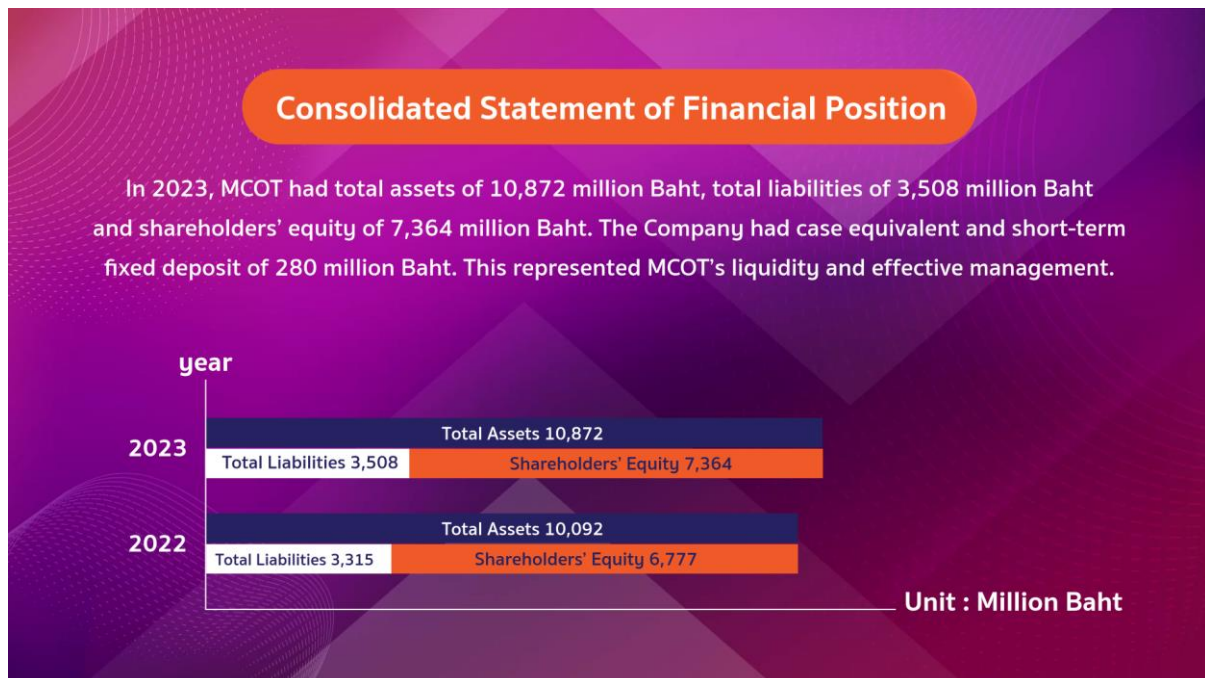 Consolidated Statement of Financial Position
In 2023, MCOT had total assets of 10,872 million Baht, total liabilities of 3,508 million Baht
and shareholders’ equity of 7,364 million Baht. The Company had case equivalent and short-term
fixed deposit of 280 million Baht. This represented MCOT’s liquidity and effective management.
year
2023
Total Assets 10,872
Total Liabilities 3,508
Shareholders’ Equity 7,364
2022
Total Assets 10,092
Total Liabilities 3,315
Shareholders’ Equity 6,777
Unit : Million Baht